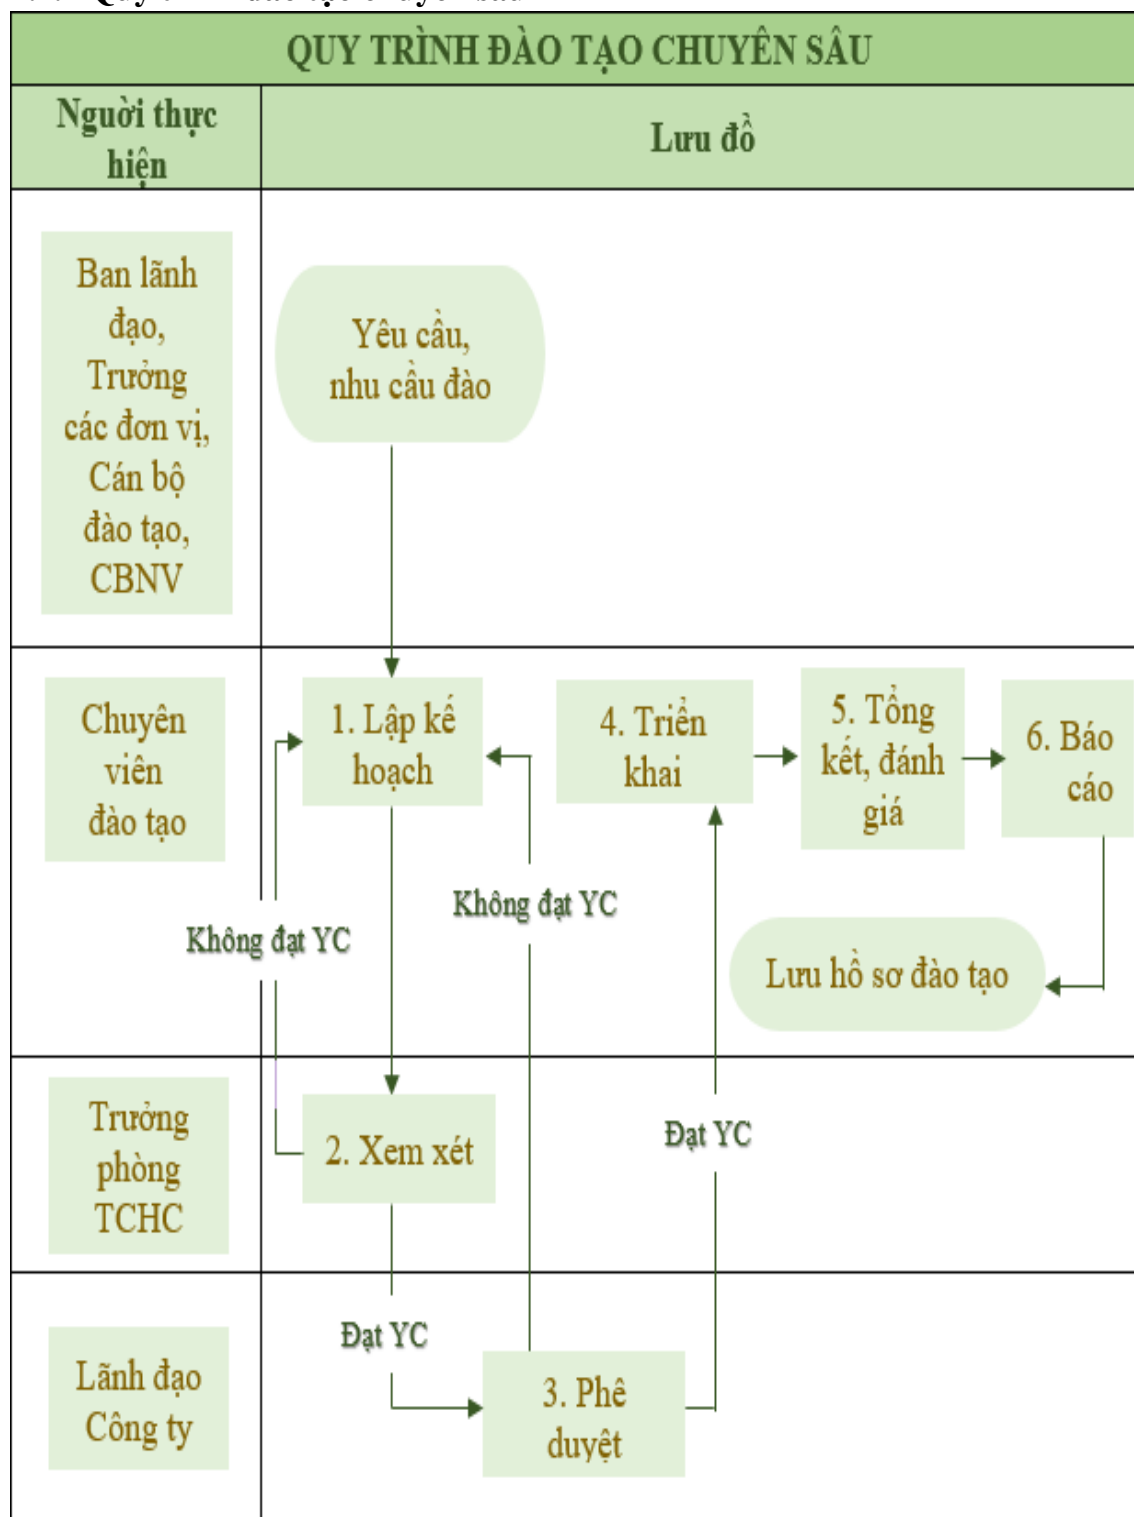 QUY TRÌNH ĐÀO TẠO CHUYÊN SÂU
Người thực
hiện
Lưu đồ
Ban lãnh
đạo,
Trưởng
các đơn vị,
Cán bộ
đào tạo,
CBNV
Yêu cầu,
nhu cầu đào
Chuyên
viên
đào tạo
1. Lập kế
hoạch
4. Triển
khai
5. Tổng
kết, đánh
giá
6. Báo
cáo
Không đạt YC
Không đạt YC
Lưu hồ sơ đào tạo
Trưởng
phòng
TCHC
2. Xem xét
Đạt YC
Đạt YC
Lãnh đạo
Công ty
3. Phê
duyệt